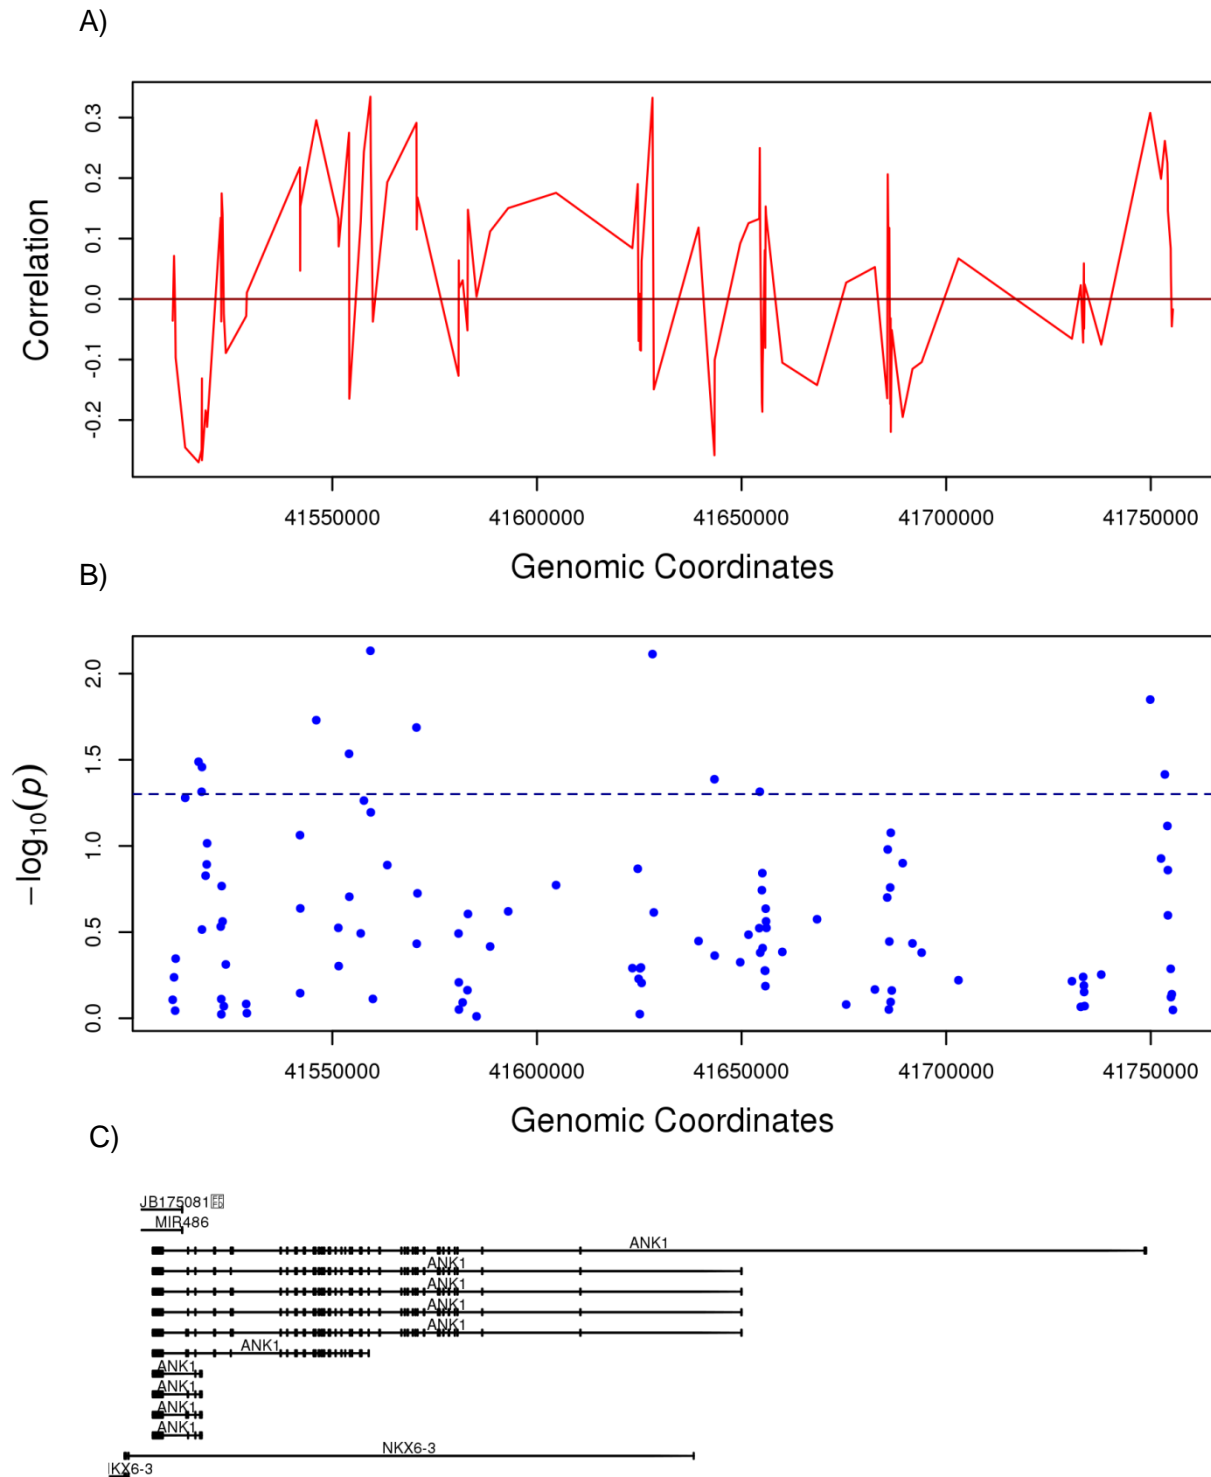 A)
0.3
0.2
0.1
0.0
-0.1
-0.2
Correlation
41550000 41600000 41650000 41700000 41750000
Genomic Coordinates
B)
2.0
1.5
1.0
0.5
0.0
−log10(p)
41550000 41600000 41650000 41700000 41750000
Genomic Coordinates
C)
JB175081
MIR486
ANK1
ANK1
ANK1
ANK1
ANK1
ANK1
ANK1
ANK1
ANK1
ANK1
NKX6-3
KX6-3